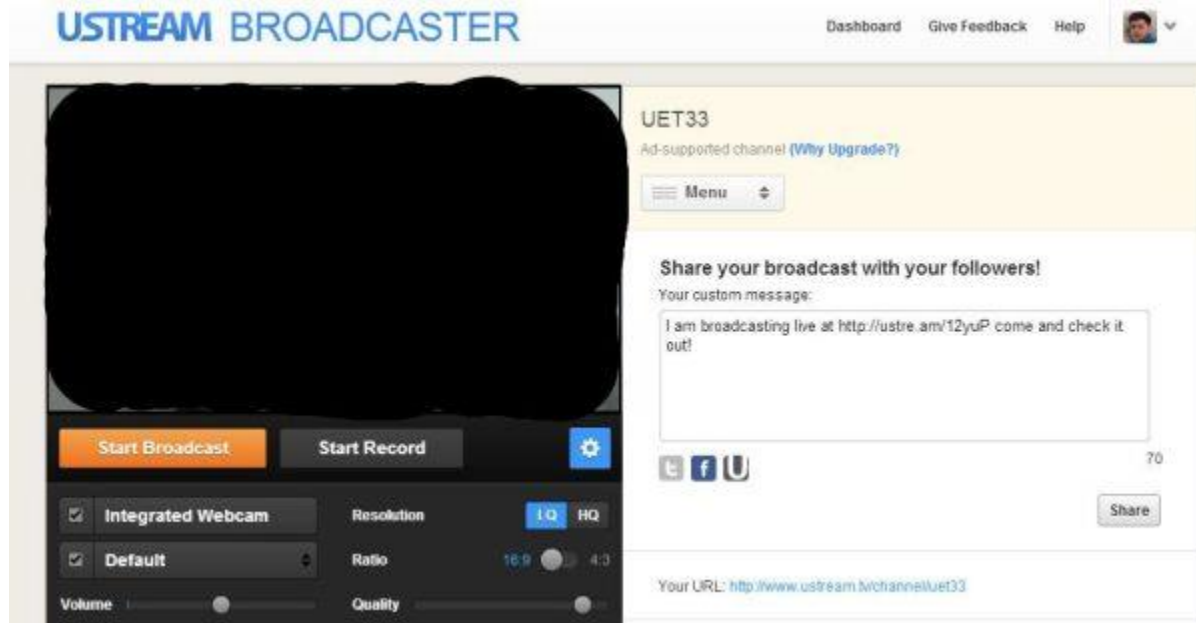 USTREAM BROADCASTER
Dashboard Give Feedback Help
UET33
Ad-supported channel (Why Upgrade?)
Menu
Share your broadcast with your followers!
Your custom message:
I am broadcasting live at http://ustre.am/12yuP come and check it
out!
70
Share
Your URL: http://www.ustream.tv/channel/uet33
Start Broadcast Start Record
Integrated Webcam Resolution LQ HQ
Default Ratio 16:9 4:3
Volume Quality